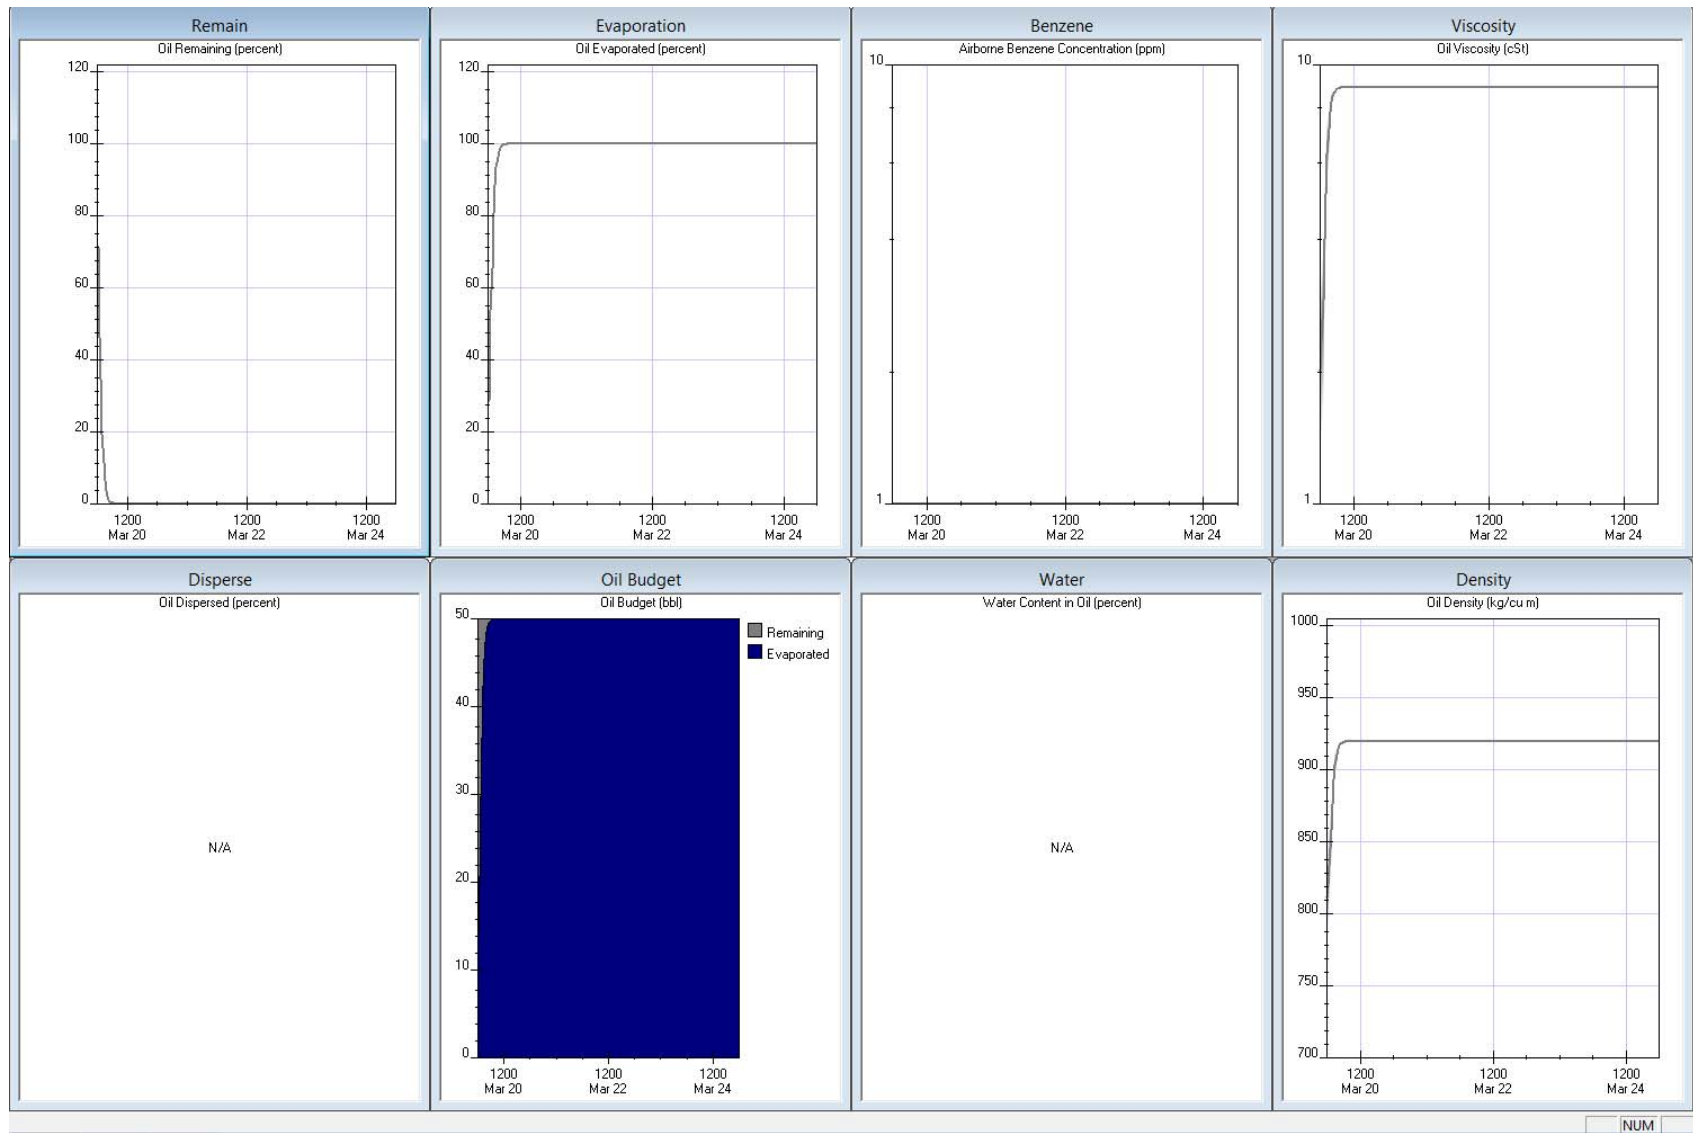 Remain
Oil Remaining (percent)
120
100
80
60
40
20
0
1200
Mar 20
1200
Mar 22
1200
Mar 24
Evaporation
Oil Evaporated (percent)
120
100
80
60
40
20
0
1200
Mar 20
1200
Mar 22
1200
Mar 24
Benzene
Airborne Benzene Concentration (ppm)
10
1
1200
Mar 20
1200
Mar 22
1200
Mar 24
Viscosity
Oil Viscosity (cSt)
10
1
1200
Mar 20
1200
Mar 22
1200
Mar 24
Disperse
Oil Dispersed (percent)
N/A
Oil Budget
Oil Budget (bbl)
50
40
30
20
10
0
1200
Mar 20
1200
Mar 22
1200
Mar 24
Remaining
Evaporated
Water
Water Content in Oil (percent)
N/A
Density
Oil Density (kg/cu m)
1000
950
900
850
800
750
700
1200
Mar 20
1200
Mar 22
1200
Mar 24
NUM